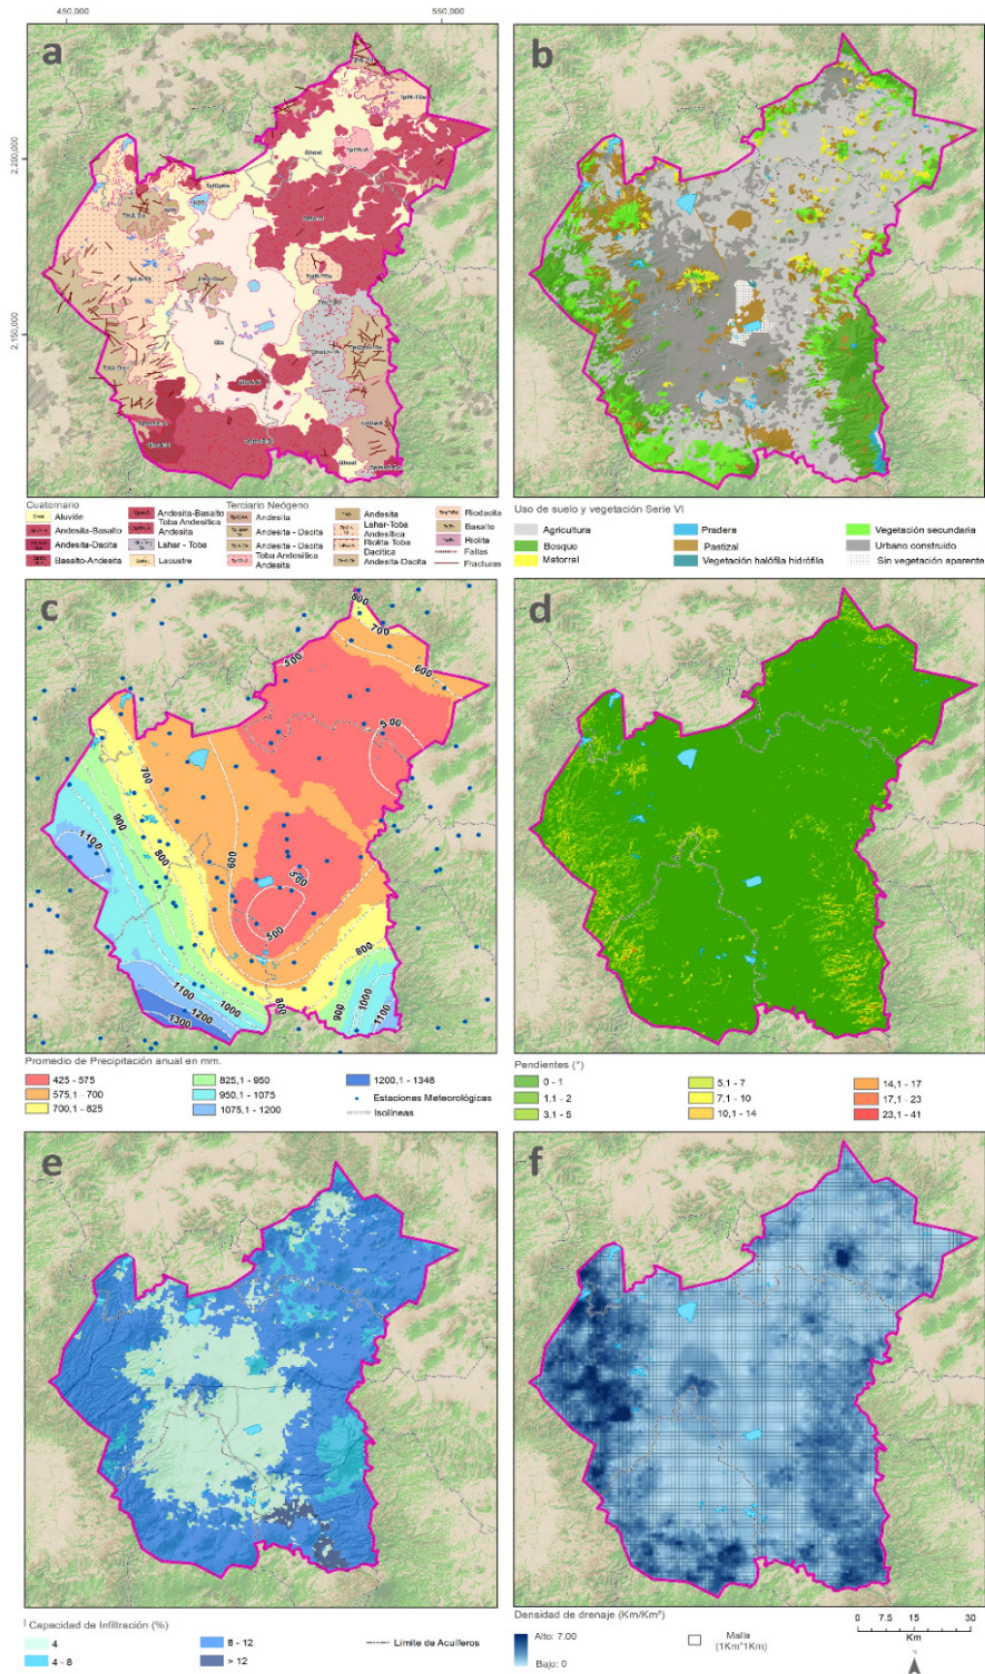 450,000
550,000
2,200,000
2,150,000
a
b
Cuaternario
Aluvión
Andesita-Basalto
Andesita-Dacita
Basalto-Andesita
Andesita-Basalto
Toba Andesítica
Andesita
Lahar - Toba
Lacustre
Terciario Neógeno
Andesita
Andesita - Dacita
Andesita - Dacita
Toba Andesítica
Andesita
Andesita
Lahar-Toba
Andesítica
Riolita-Toba
Dacítica
Andesita-Dacita
Riodacita
Basalto
Riolita
Fallas
Fracturas
Uso de suelo y vegetación Serie VI
Agricultura
Bosque
Matorral
Pradera
Pastizal
Vegetación halófila hidrófila
Vegetación secundaria
Urbano construido
Sin vegetación aparente
c
800
700
600
500
500
700
900
800
1100
600
500
500
800
1100
1200
1300
1000
800
900
1000
1100
d
Promedio de Precipitación anual en mm.
425 - 575
575,1 - 700
700,1 - 825
825,1 - 950
950,1 - 1075
1075,1 - 1200
1200,1 - 1348
Estaciones Meteorológicas
Isolíneas
Pendientes (°)
0 - 1
1.1 - 2
3,1 - 5
5,1 - 7
7,1 - 10
10,1 - 14
14,1 - 17
17,1 - 23
23,1 - 41
e
f
Capacidad de Infiltración (%)
4
4 - 8
8 - 12
> 12
Límite de Acuíferos
Densidad de drenaje (Km/Km²)
Alto: 7.00
Bajo: 0
Malla
(1Km*1Km)
0 7.5 15 30
Km
N